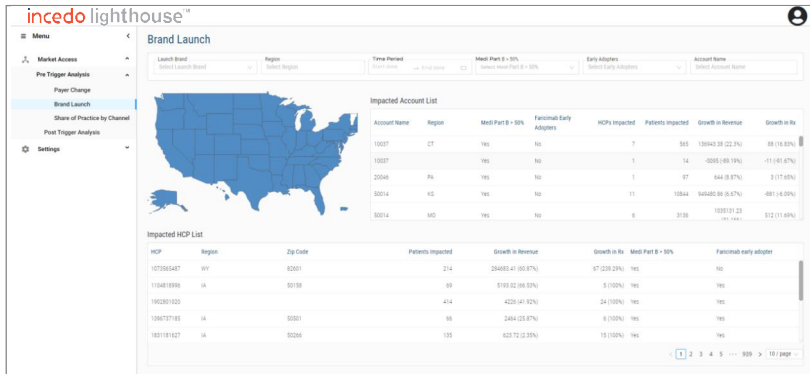 incedo lighthouse™
Menu
Market Access
Pre Trigger Analysis
Payer Change
Brand Launch
Share of Practice by Channel
Post Trigger Analysis
Settings
Brand Launch
Launch Brand Region Time Period Medi Part B > 50% Early Adopters Account Name
Select Launch Brand Select Region Start date → End date Select Medi Part B > 50% Select Early Adopters Select Account Name
Impacted Account List
Account Name Region Medi Part B > 50% Faricimab Early Adopters HCPs Impacted Patients Impacted Growth in Revenue Growth in Rx
10037 CT Yes No 7 565 136943.38 (22.3%) 88 (16.83%)
10037 Yes No 1 14 -5095 (-99.19%) -11 (-91.67%)
20046 PA Yes No 1 97 644 (8.87%) 3 (17.65%)
50014 KS Yes No 11 10844 949480.86 (6.67%) -881 (-6.09%)
50014 MO Yes No 6 3136 1035131.23 512 (11.69%)
Impacted HCP List
HCP Region Zip Code Patients Impacted Growth in Revenue Growth in Rx Medi Part B > 50% Faricimab early adopter
1073565487 WY 82601 214 294683.41 (60.87%) 67 (239.29%) Yes No
1104818996 IA 50158 69 5193.02 (66.53%) 5 (100%) Yes Yes
1902801020 414 4226 (41.92%) 24 (100%) Yes Yes
1396737185 IA 50501 66 2464 (25.97%) 6 (100%) Yes Yes
1831181627 IA 50266 135 623.72 (2.35%) 15 (100%) Yes Yes
< 1 2 3 4 5 ••• 939 > 10 / page